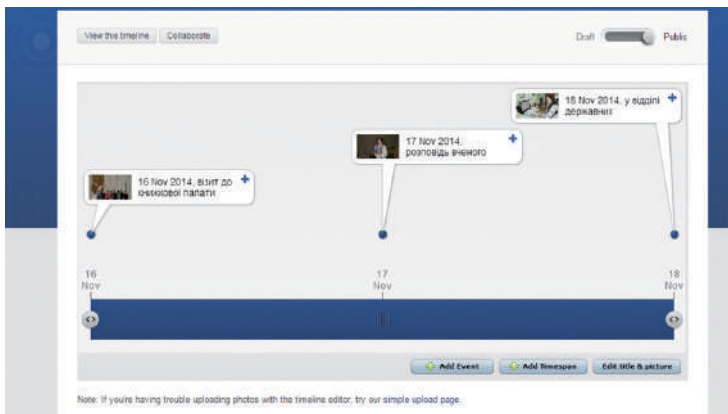 View this timeline Collaborate Draft Public
18 Nov 2014, у відділі
державних
17 Nov 2014,
розповідь вченого
16 Nov 2014, візит до
книжкової палати
16
Nov
17
Nov
18
Nov
Add Event Add Timespan Edit title & picture
Note: If you're having trouble uploading photos with the timeline editor, try our simple upload page.